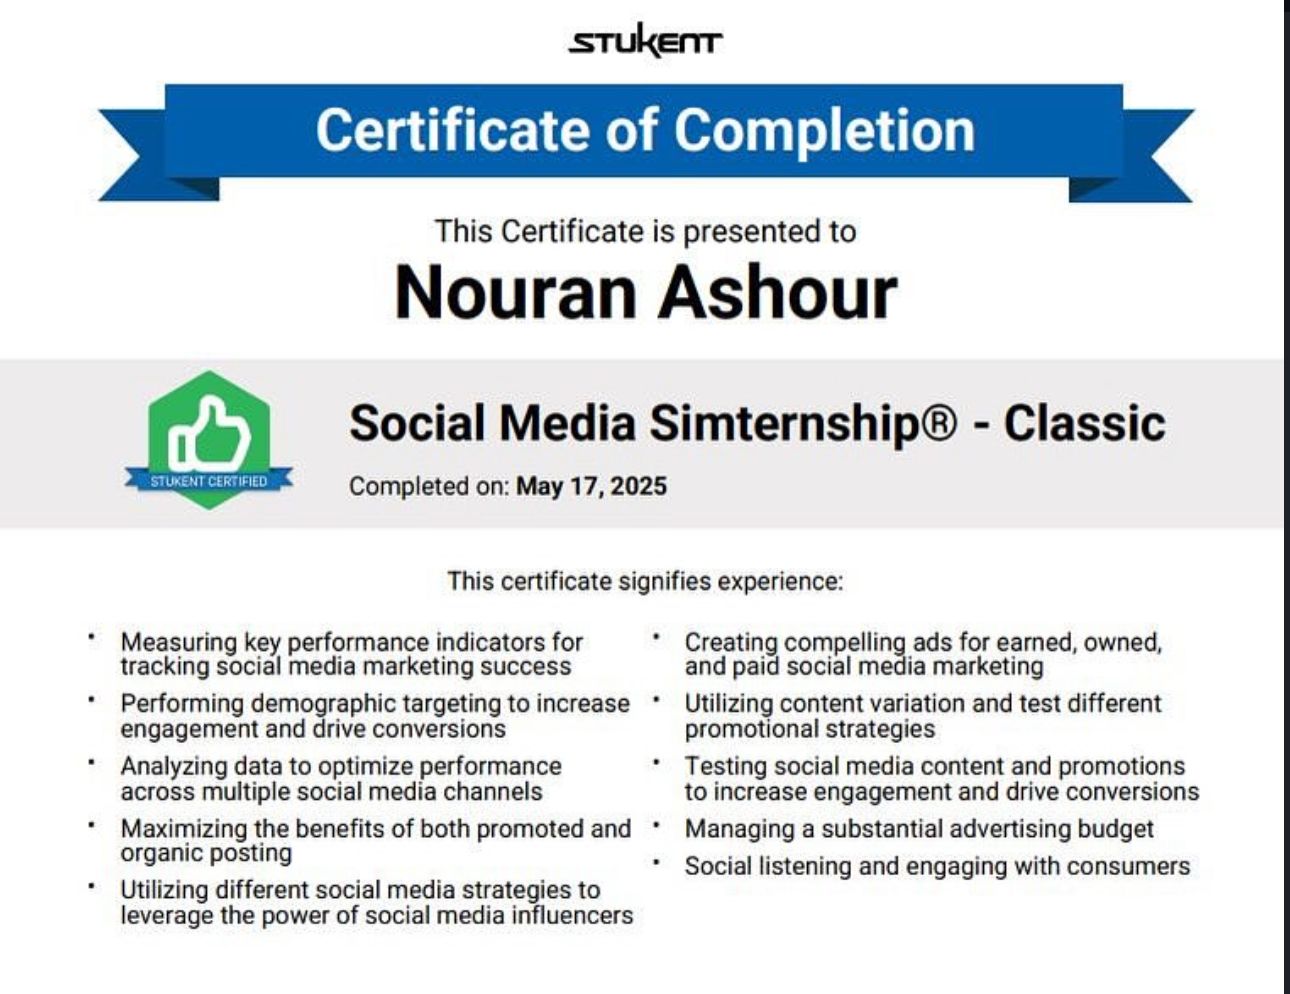 STUKENT
Certificate of Completion
This Certificate is presented to
Nouran Ashour
STUKENT CERTIFIED
Social Media Simternship® - Classic
Completed on: May 17, 2025
This certificate signifies experience:
• Measuring key performance indicators for
tracking social media marketing success
• Performing demographic targeting to increase
engagement and drive conversions
• Analyzing data to optimize performance
across multiple social media channels
• Maximizing the benefits of both promoted and
organic posting
• Utilizing different social media strategies to
leverage the power of social media influencers
• Creating compelling ads for earned, owned,
and paid social media marketing
• Utilizing content variation and test different
promotional strategies
• Testing social media content and promotions
to increase engagement and drive conversions
• Managing a substantial advertising budget
• Social listening and engaging with consumers